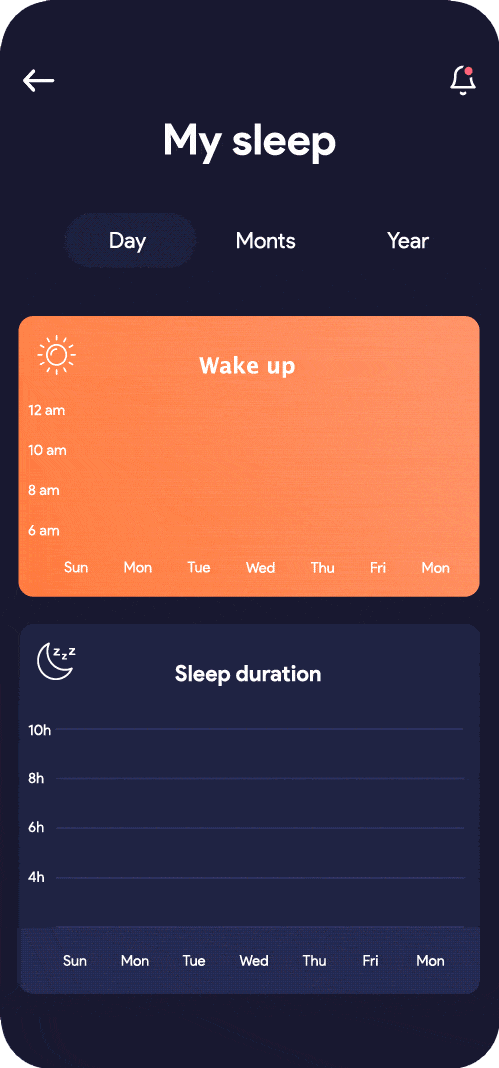 My sleep
Day Monts Year
Wake up
12 am
10 am
8 am
6 am
Sun Mon Tue Wed Thu Fri Mon
zzz
Sleep duration
10h
8h
6h
4h
Sun Mon Tue Wed Thu Fri Mon